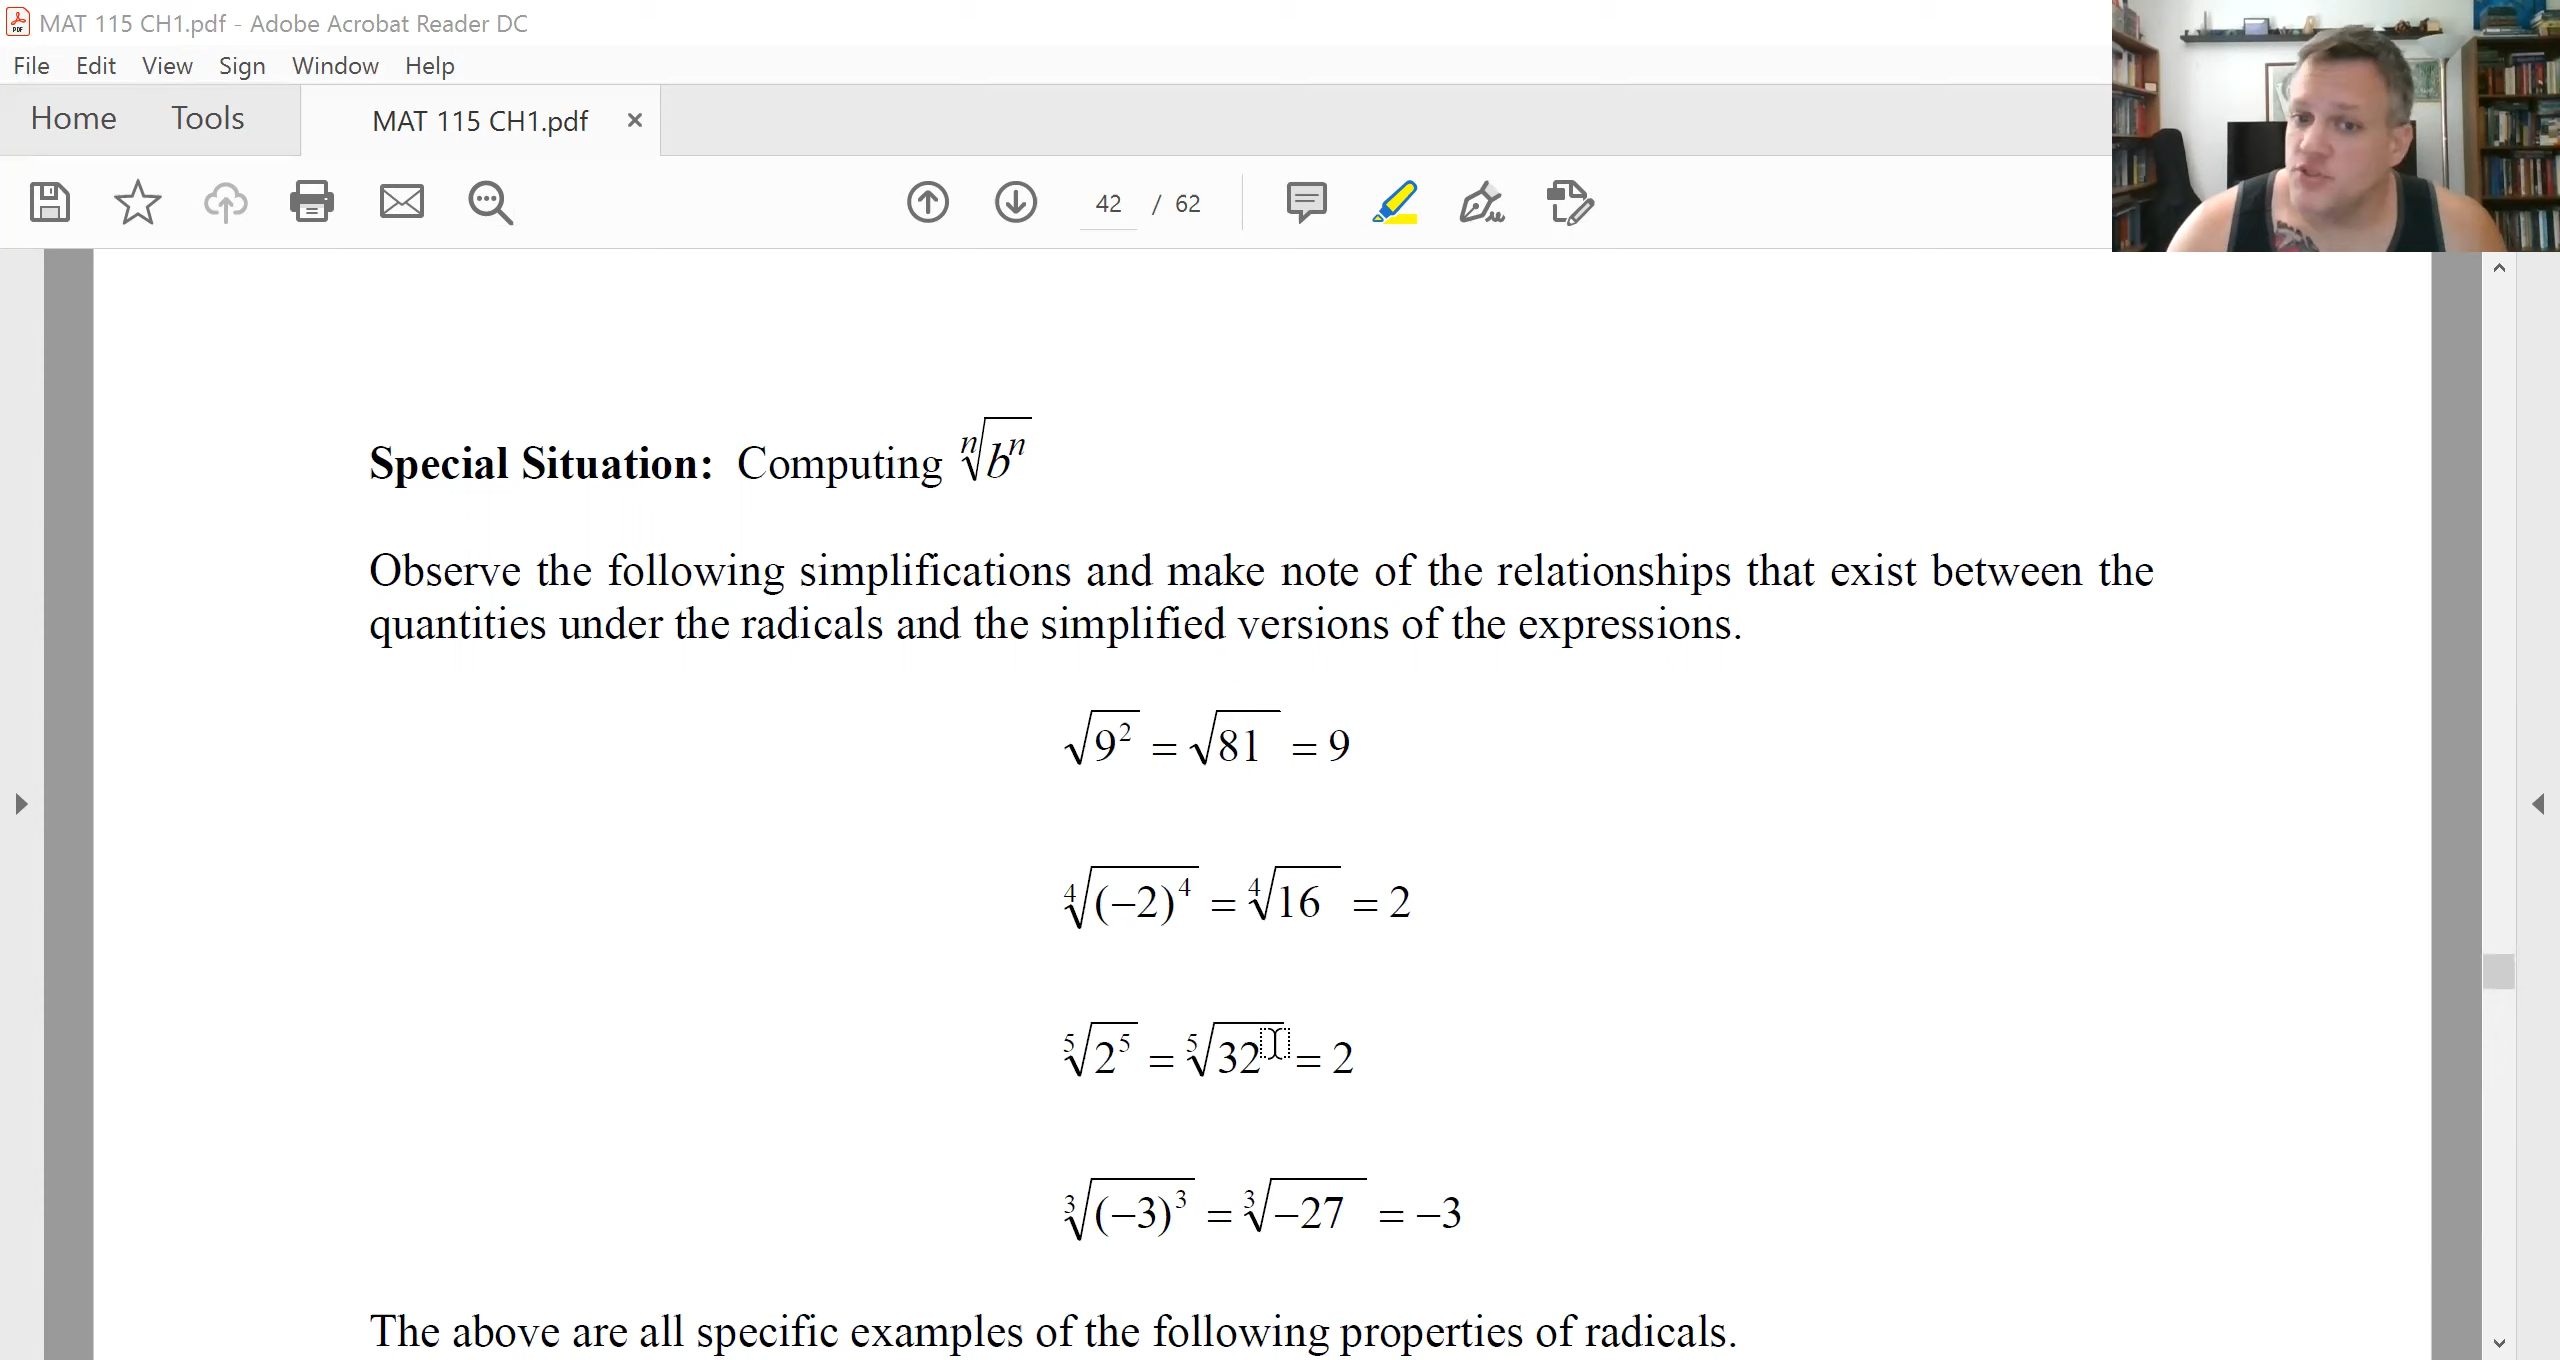 MAT 115 CH1.pdf - Adobe Acrobat Reader DC
File Edit View Sign Window Help
Home Tools MAT 115 CH1.pdf ×
42 / 62
Special Situation: Computing ⁿ√bⁿ
Observe the following simplifications and make note of the relationships that exist between the
quantities under the radicals and the simplified versions of the expressions.
√9² = √81 = 9
⁴√(−2)⁴ = ⁴√16 = 2
⁵√2⁵ = ⁵√32 = 2
³√(−3)³ = ³√−27 = −3
The above are all specific examples of the following properties of radicals.